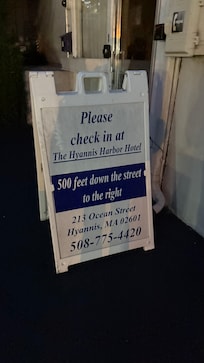 Please
check in at
The Hyannis Harbor Hotel
500 feet down the street
to the right
213 Ocean Street
Hyannis, MA 02601
508-775-4420